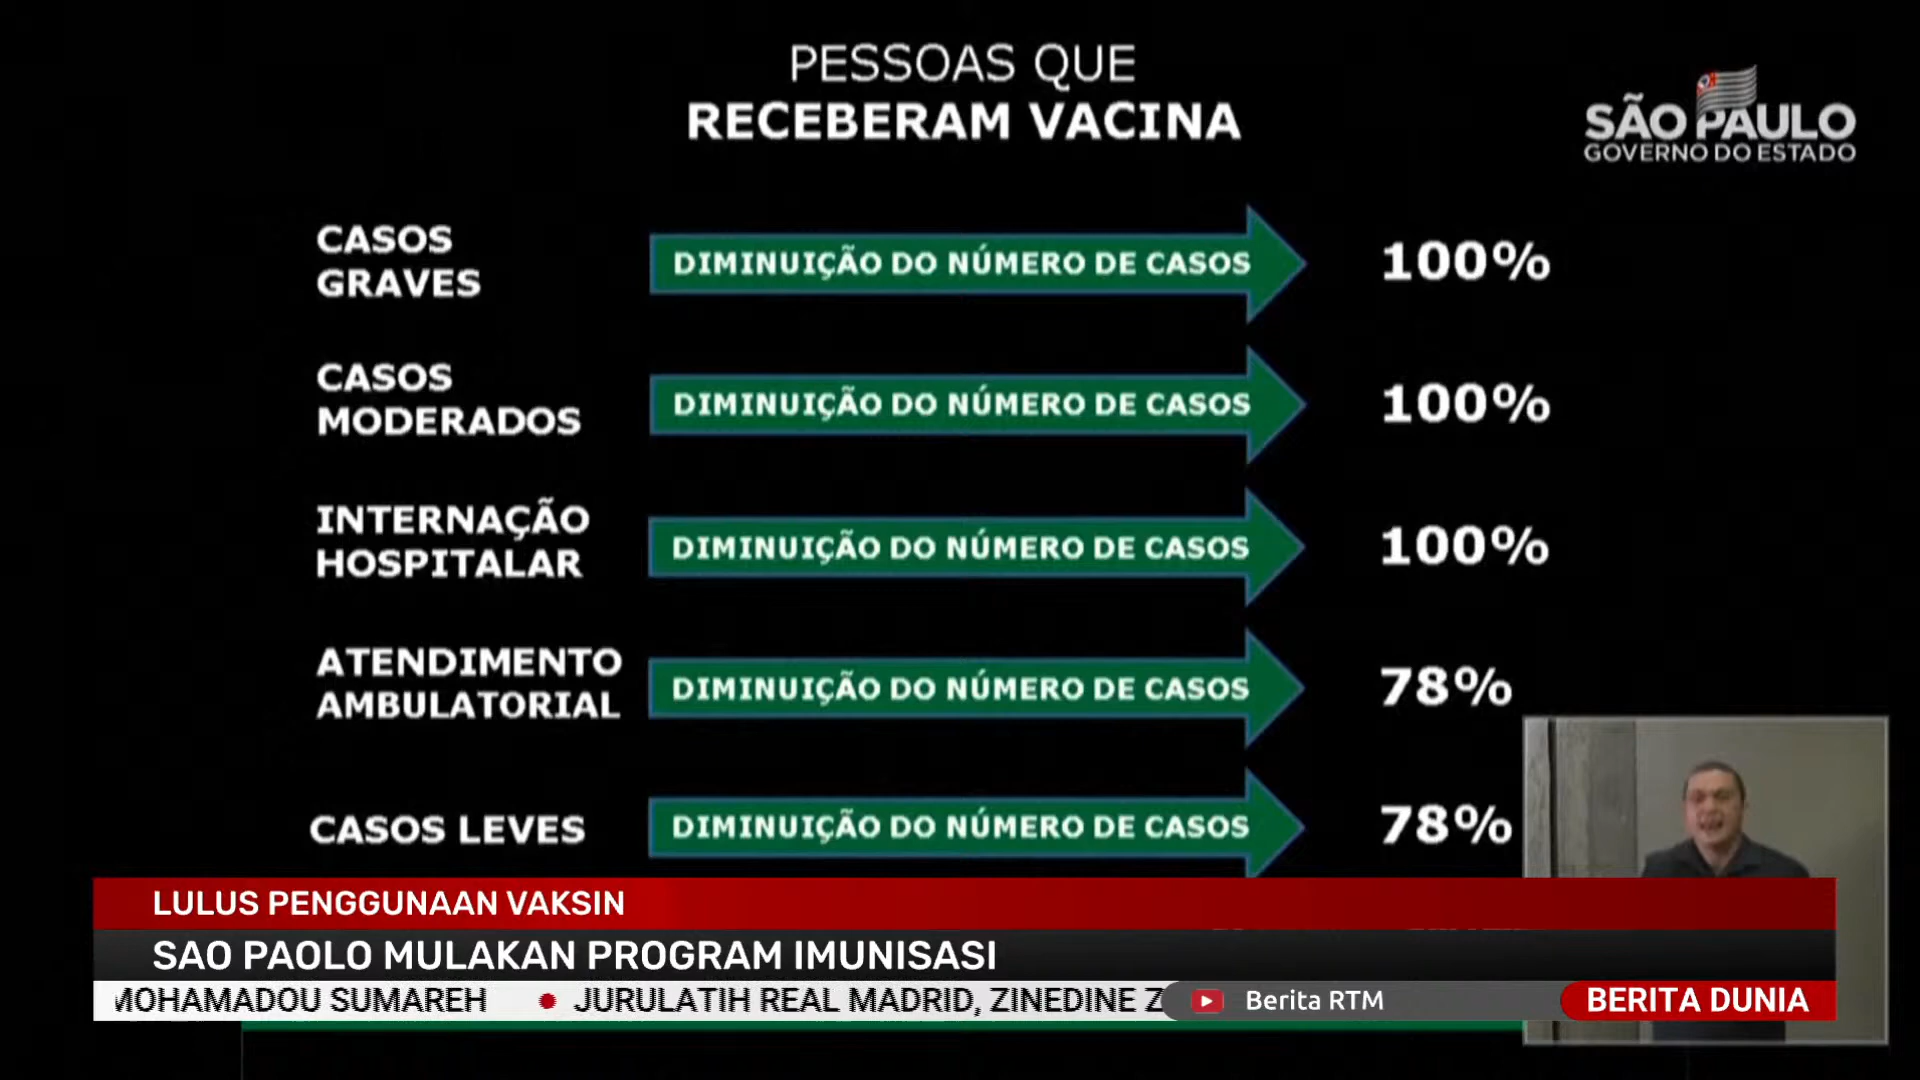 PESSOAS QUE
RECEBERAM VACINA
SÃO PAULO
GOVERNO DO ESTADO
CASOS
GRAVES
DIMINUIÇÃO DO NÚMERO DE CASOS
100%
CASOS
MODERADOS
DIMINUIÇÃO DO NÚMERO DE CASOS
100%
INTERNAÇÃO
HOSPITALAR
DIMINUIÇÃO DO NÚMERO DE CASOS
100%
ATENDIMENTO
AMBULATORIAL
DIMINUIÇÃO DO NÚMERO DE CASOS
78%
CASOS LEVES
DIMINUIÇÃO DO NÚMERO DE CASOS
78%
LULUS PENGGUNAAN VAKSIN
SAO PAOLO MULAKAN PROGRAM IMUNISASI
MOHAMADOU SUMAREH • JURULATIH REAL MADRID, ZINEDINE Z
Berita RTM
BERITA DUNIA